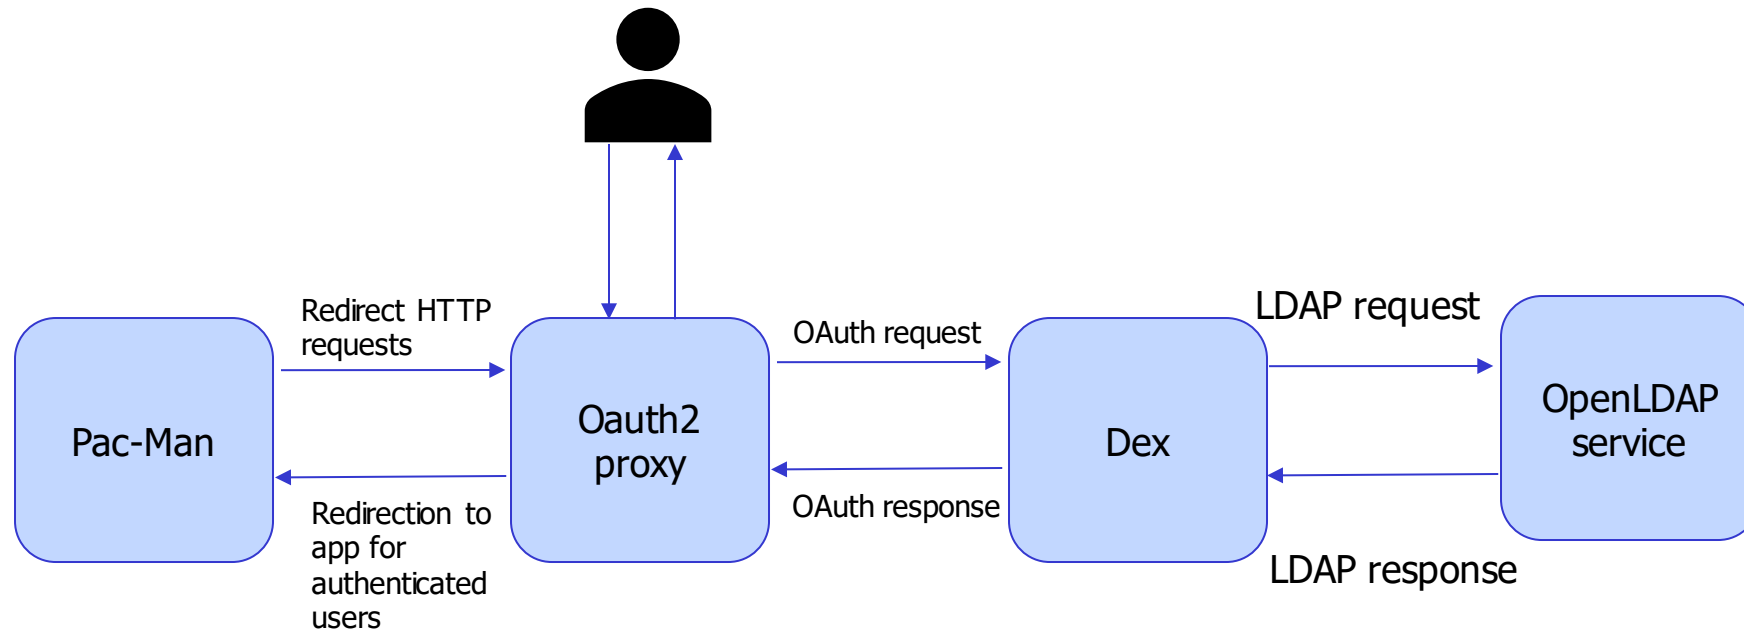 Redirect HTTP
requests
OAuth request
LDAP request
Pac-Man
Oauth2
proxy
Dex
OpenLDAP
service
Redirection to
app for
authenticated
users
OAuth response
LDAP response